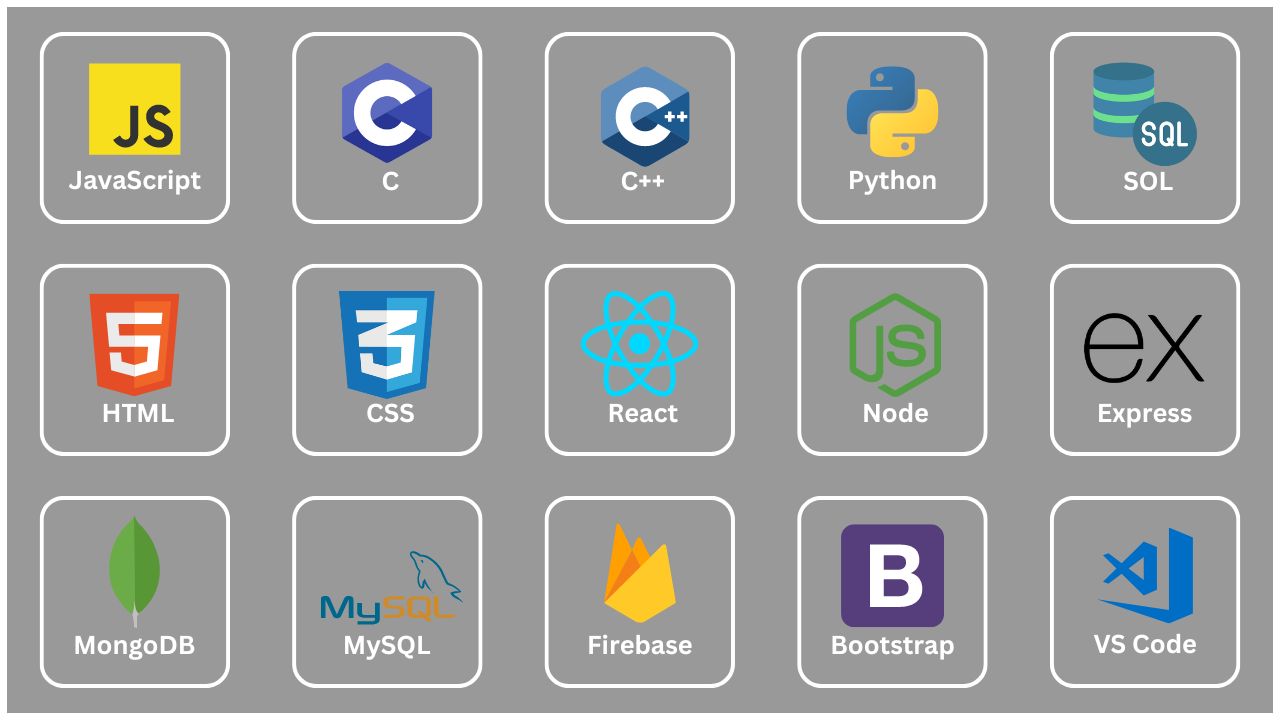 JS
JavaScript
C
C
C++
C++
Python
SQL
SOL
5
HTML
3
CSS
React
JS
Node
ex
Express
MongoDB
MySQL
MySQL
Firebase
B
Bootstrap
VS Code